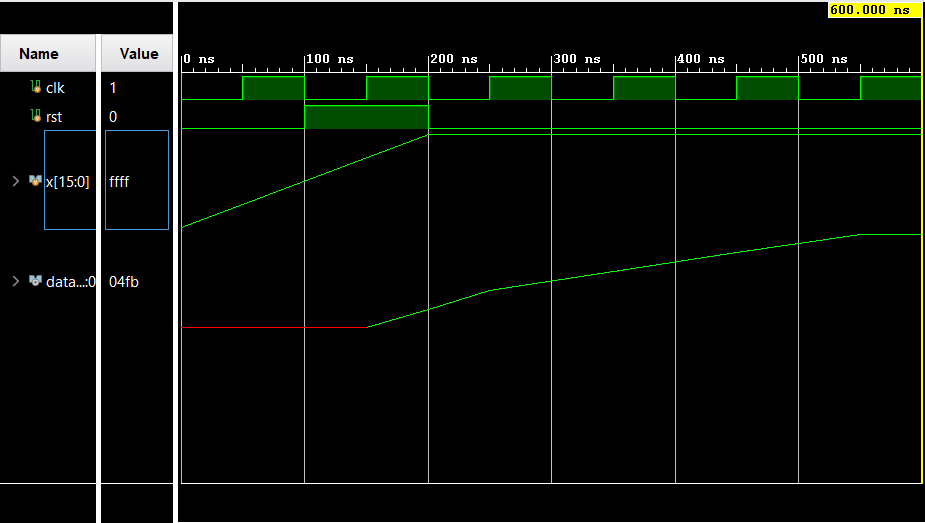 600.000 ns
Name Value
0 ns 100 ns 200 ns 300 ns 400 ns 500 ns
clk 1
rst 0
x[15:0] ffff
data...:0 04fb